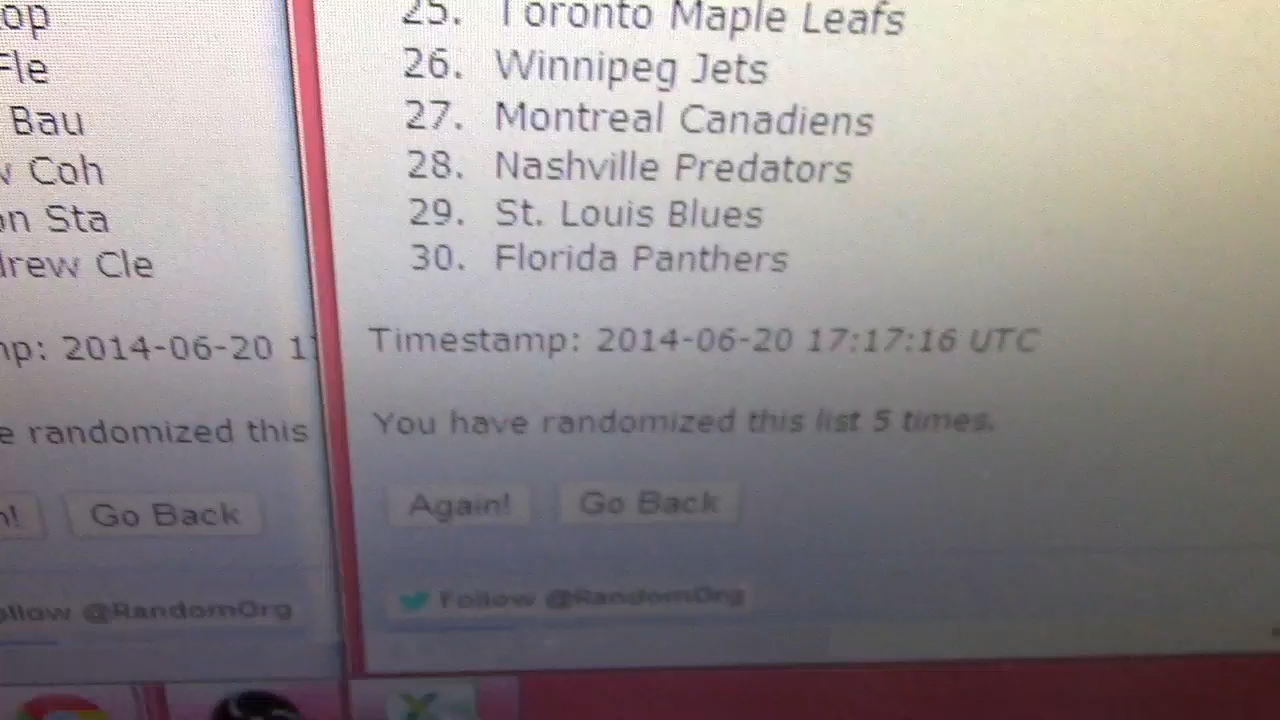 op
Fle
Bau
Coh
on Sta
drew Cle
mp: 2014-06-20 1
e randomized this
Go Back
ollow @RandomOrg
25. Toronto Maple Leafs
26. Winnipeg Jets
27. Montreal Canadiens
28. Nashville Predators
29. St. Louis Blues
30. Florida Panthers
Timestamp: 2014-06-20 17:17:16 UTC
You have randomized this list 5 times.
Again! Go Back
Follow @RandomOrg